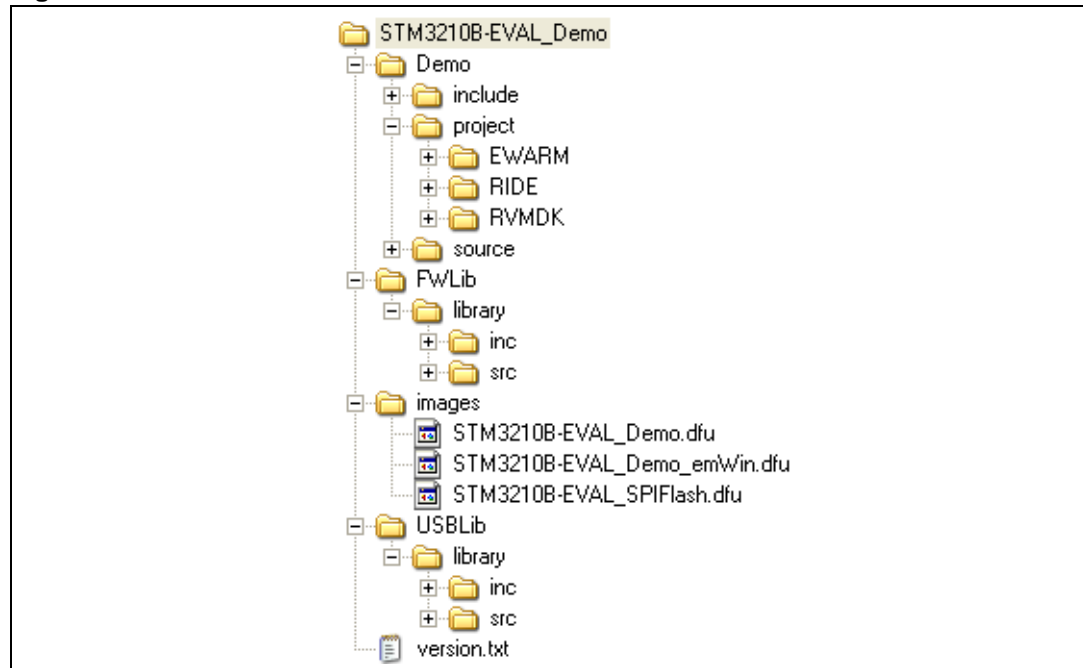 STM3210B-EVAL_Demo
Demo
include
project
EWARM
RIDE
RVMDK
source
FWLib
library
inc
src
images
STM3210B-EVAL_Demo.dfu
STM3210B-EVAL_Demo_emWin.dfu
STM3210B-EVAL_SPIFlash.dfu
USBLib
library
inc
src
version.txt